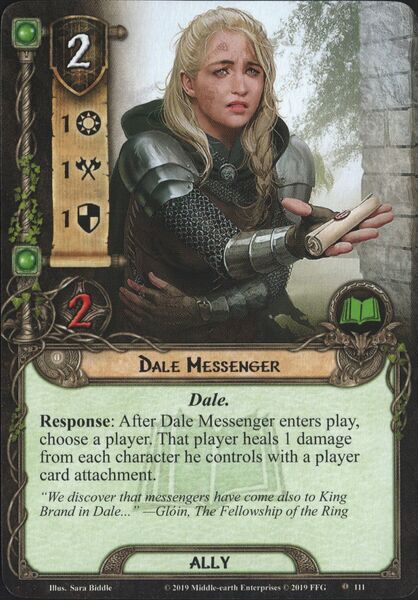 2
1
1
1
2
Dale Messenger
Dale.
Response: After Dale Messenger enters play,
choose a player. That player heals 1 damage
from each character he controls with a player
card attachment.
“We discover that messengers have come also to King
Brand in Dale...” —Glóin, The Fellowship of the Ring
ALLY
Illus. Sara Biddle © 2019 Middle-earth Enterprises © 2019 FFG 111